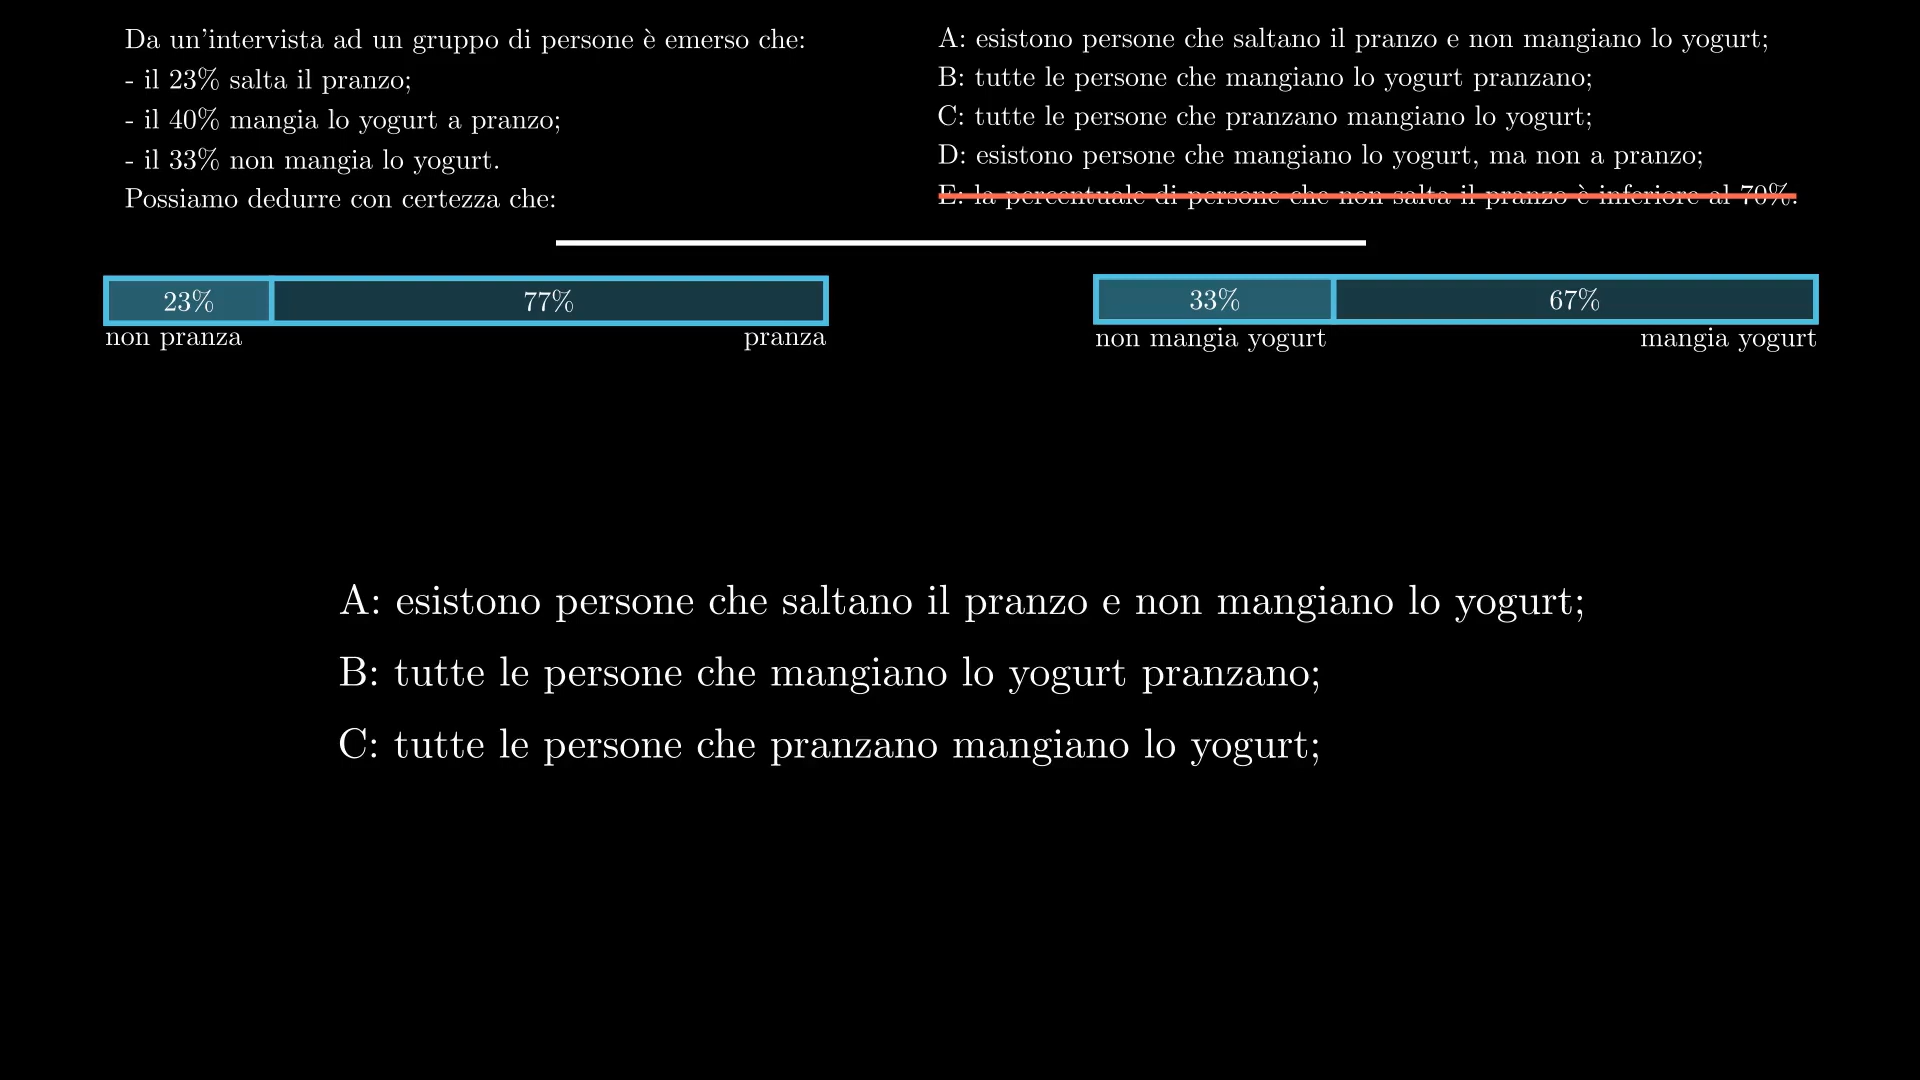 Da un'intervista ad un gruppo di persone è emerso che:
- il 23% salta il pranzo;
- il 40% mangia lo yogurt a pranzo;
- il 33% non mangia lo yogurt.
Possiamo dedurre con certezza che:
A: esistono persone che saltano il pranzo e non mangiano lo yogurt;
B: tutte le persone che mangiano lo yogurt pranzano;
C: tutte le persone che pranzano mangiano lo yogurt;
D: esistono persone che mangiano lo yogurt, ma non a pranzo;
E: la percentuale di persone che non salta il pranzo è inferiore al 70%.
23% 77%
non pranza pranza
33% 67%
non mangia yogurt mangia yogurt
A: esistono persone che saltano il pranzo e non mangiano lo yogurt;
B: tutte le persone che mangiano lo yogurt pranzano;
C: tutte le persone che pranzano mangiano lo yogurt;